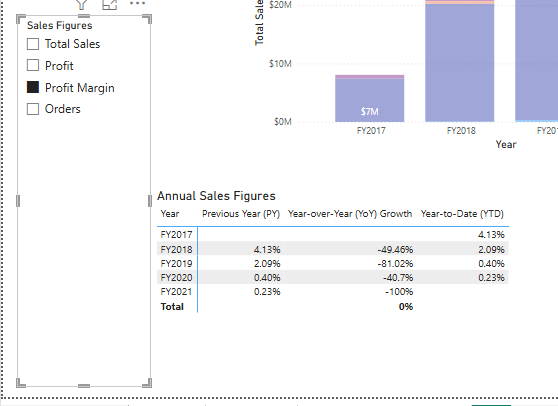 $20M
Total Sale
$10M
$7M
$0M
FY2017 FY2018
Year
Sales Figures
Total Sales
Profit
Profit Margin
Orders
Annual Sales Figures
Year Previous Year (PY) Year-over-Year (YoY) Growth Year-to-Date (YTD)
FY2017 4.13%
FY2018 4.13% -49.46% 2.09%
FY2019 2.09% -81.02% 0.40%
FY2020 0.40% -40.7% 0.23%
FY2021 0.23% -100%
Total 0%